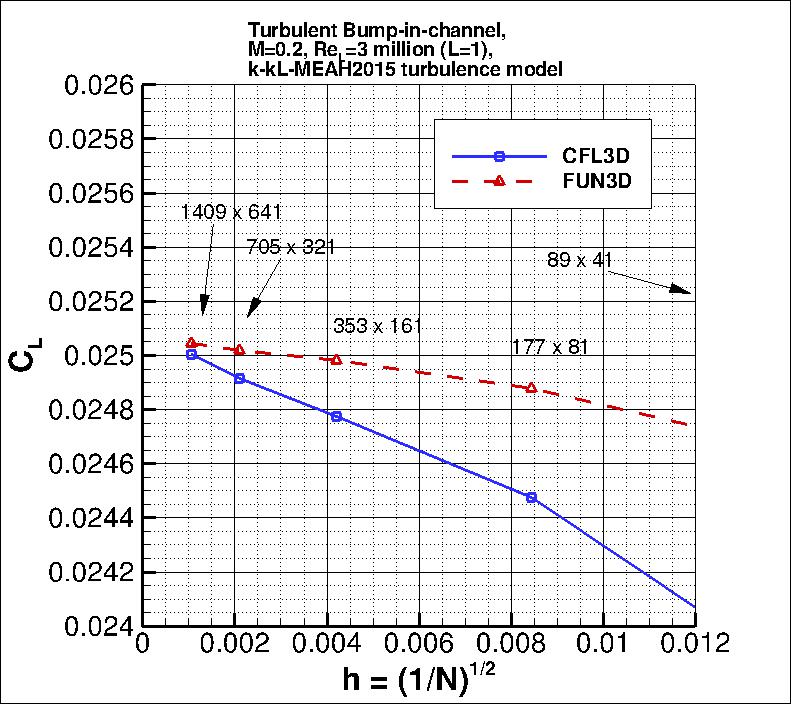 Turbulent Bump-in-channel,
M=0.2, Re_L=3 million (L=1),
k-kL-MEAH2015 turbulence model
0.026
0.0258
0.0256
0.0254
0.0252
0.025
0.0248
0.0246
0.0244
0.0242
0.024
C_L
CFL3D
FUN3D
1409 x 641
705 x 321
89 x 41
353 x 161
177 x 81
0 0.002 0.004 0.006 0.008 0.01 0.012
h = (1/N)^1/2